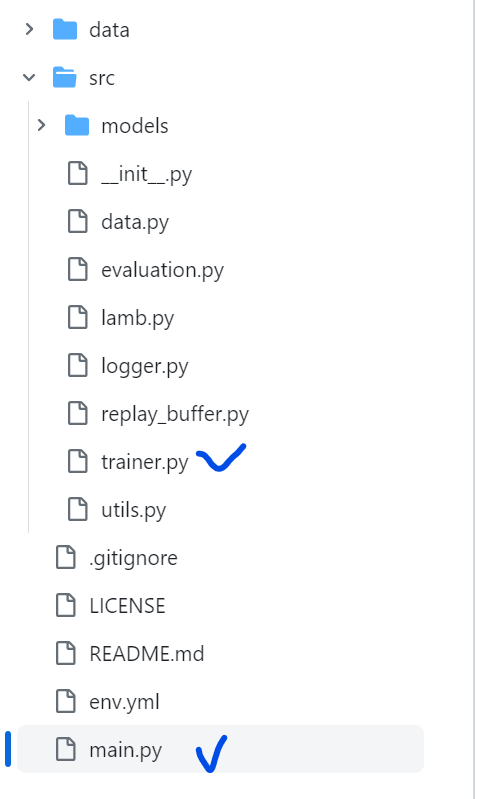 data
src
models
__init__.py
data.py
evaluation.py
lamb.py
logger.py
replay_buffer.py
trainer.py
utils.py
.gitignore
LICENSE
README.md
env.yml
main.py